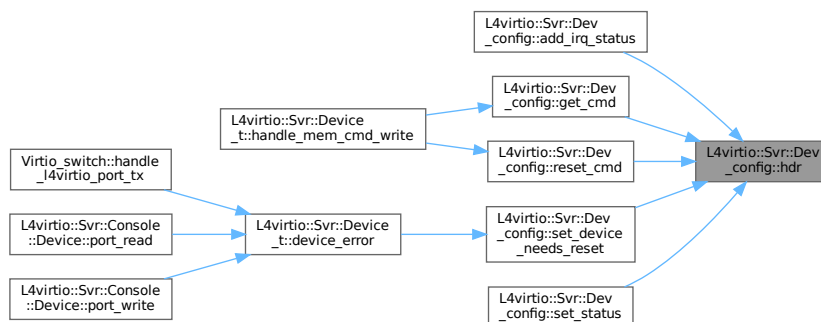 L4virtio::Svr::Dev
_config::add_irq_status
L4virtio::Svr::Dev
_config::get_cmd
L4virtio::Svr::Device
_t::handle_mem_cmd_write
L4virtio::Svr::Dev
_config::hdr
L4virtio::Svr::Dev
_config::reset_cmd
Virtio_switch::handle
_l4virtio_port_tx
L4virtio::Svr::Console
::Device::port_read
L4virtio::Svr::Device
_t::device_error
L4virtio::Svr::Dev
_config::set_device
_needs_reset
L4virtio::Svr::Console
::Device::port_write
L4virtio::Svr::Dev
_config::set_status